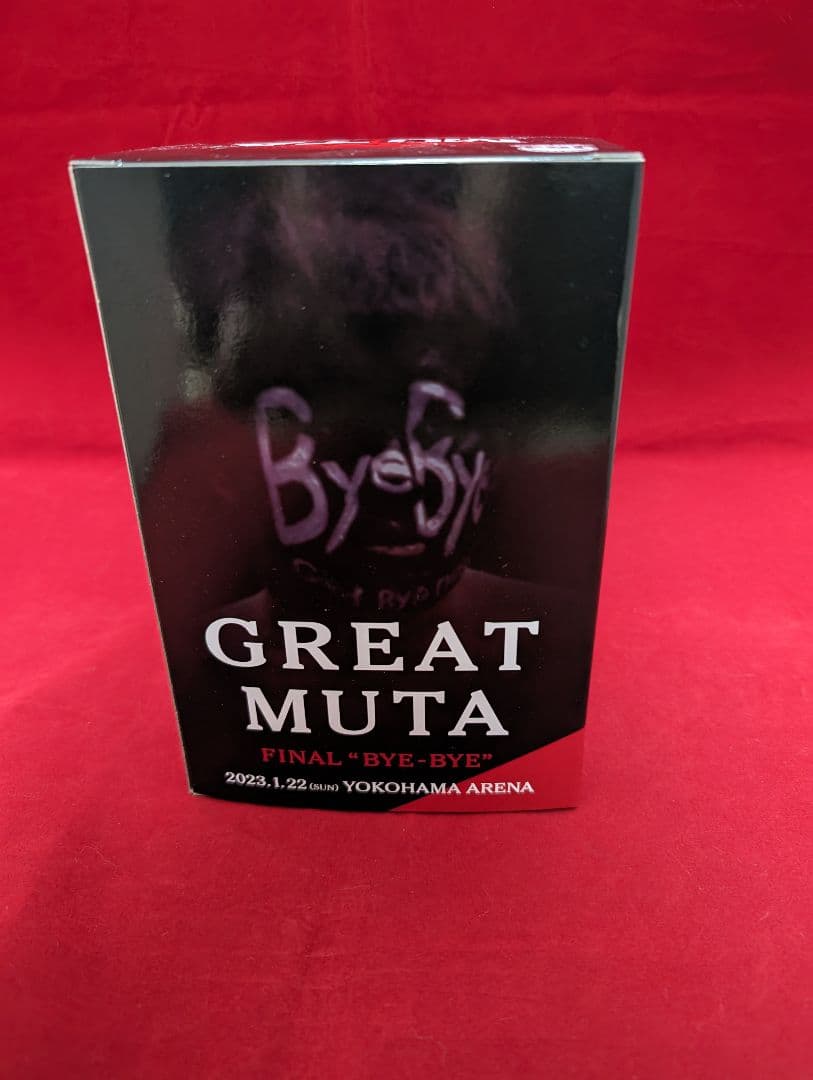 ByeBye
GREAT
MUTA
FINAL “BYE-BYE”
2023.1.22(SUN) YOKOHAMA ARENA